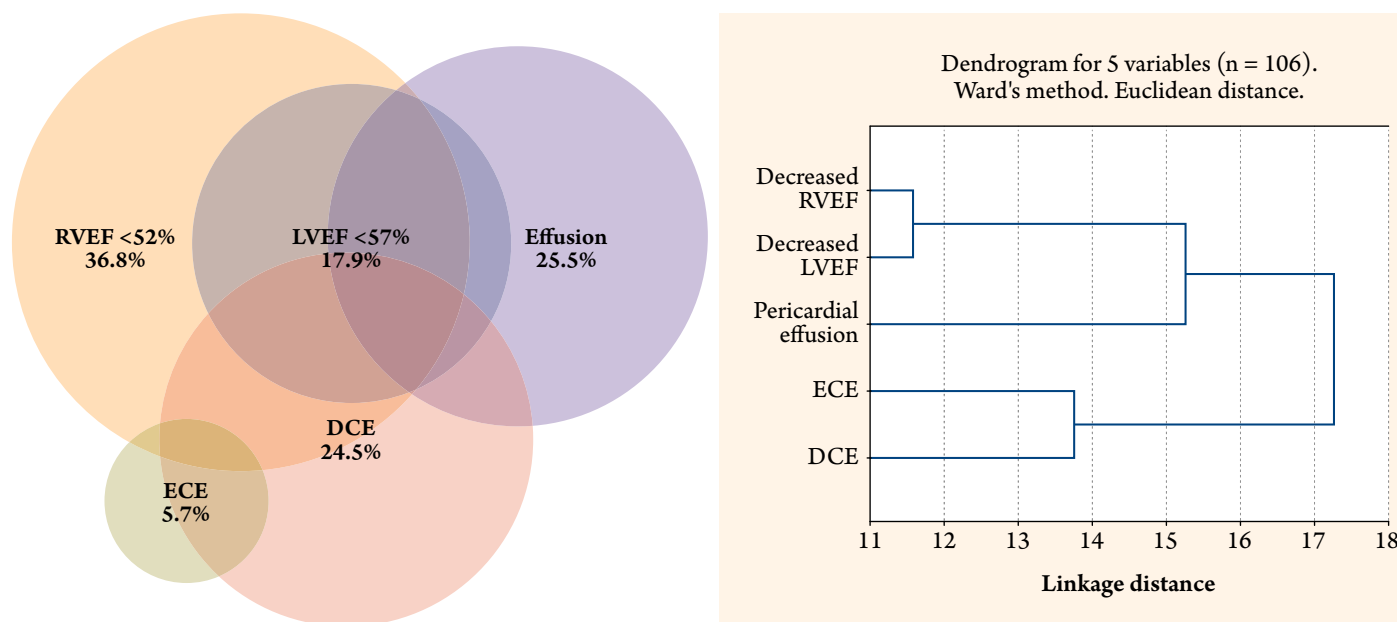 RVEF <52%
36.8%
LVEF <57%
17.9%
Effusion
25.5%
DCE
24.5%
ECE
5.7%
Dendrogram for 5 variables (n = 106).
Ward's method. Euclidean distance.
Decreased
RVEF
Decreased
LVEF
Pericardial
effusion
ECE
DCE
11 12 13 14 15 16 17 18
Linkage distance